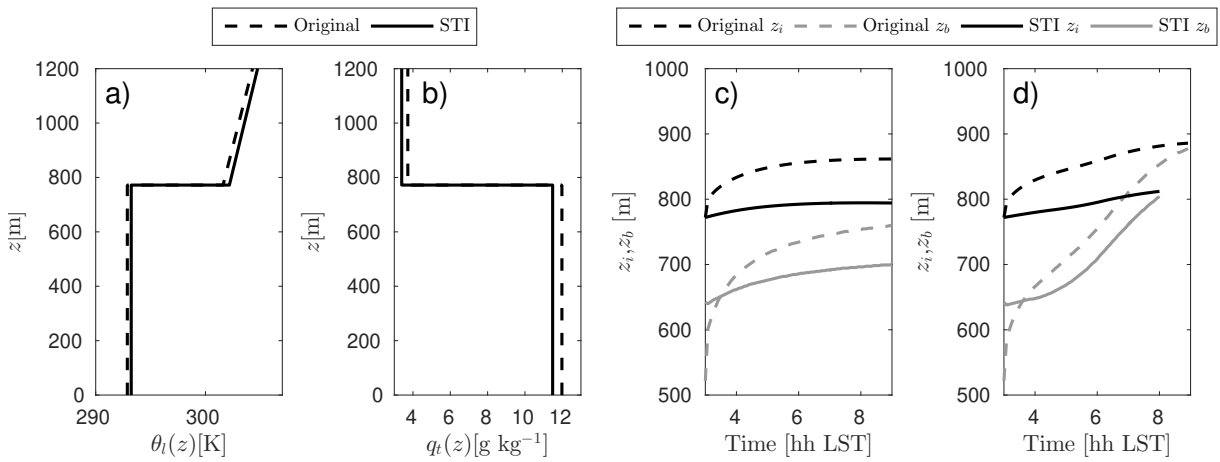 Original STI
Original z_i Original z_b STI z_i STI z_b
a)
1200
1000
800
600
400
200
0
z[m]
290 300
θ_l(z)[K]
b)
1200
1000
800
600
400
200
0
z[m]
4 6 8 10 12
q_t(z)[g kg⁻¹]
c)
1000
900
800
700
600
500
z_i,z_b [m]
4 6 8
Time [hh LST]
d)
1000
900
800
700
600
500
z_i,z_b [m]
4 6 8
Time [hh LST]